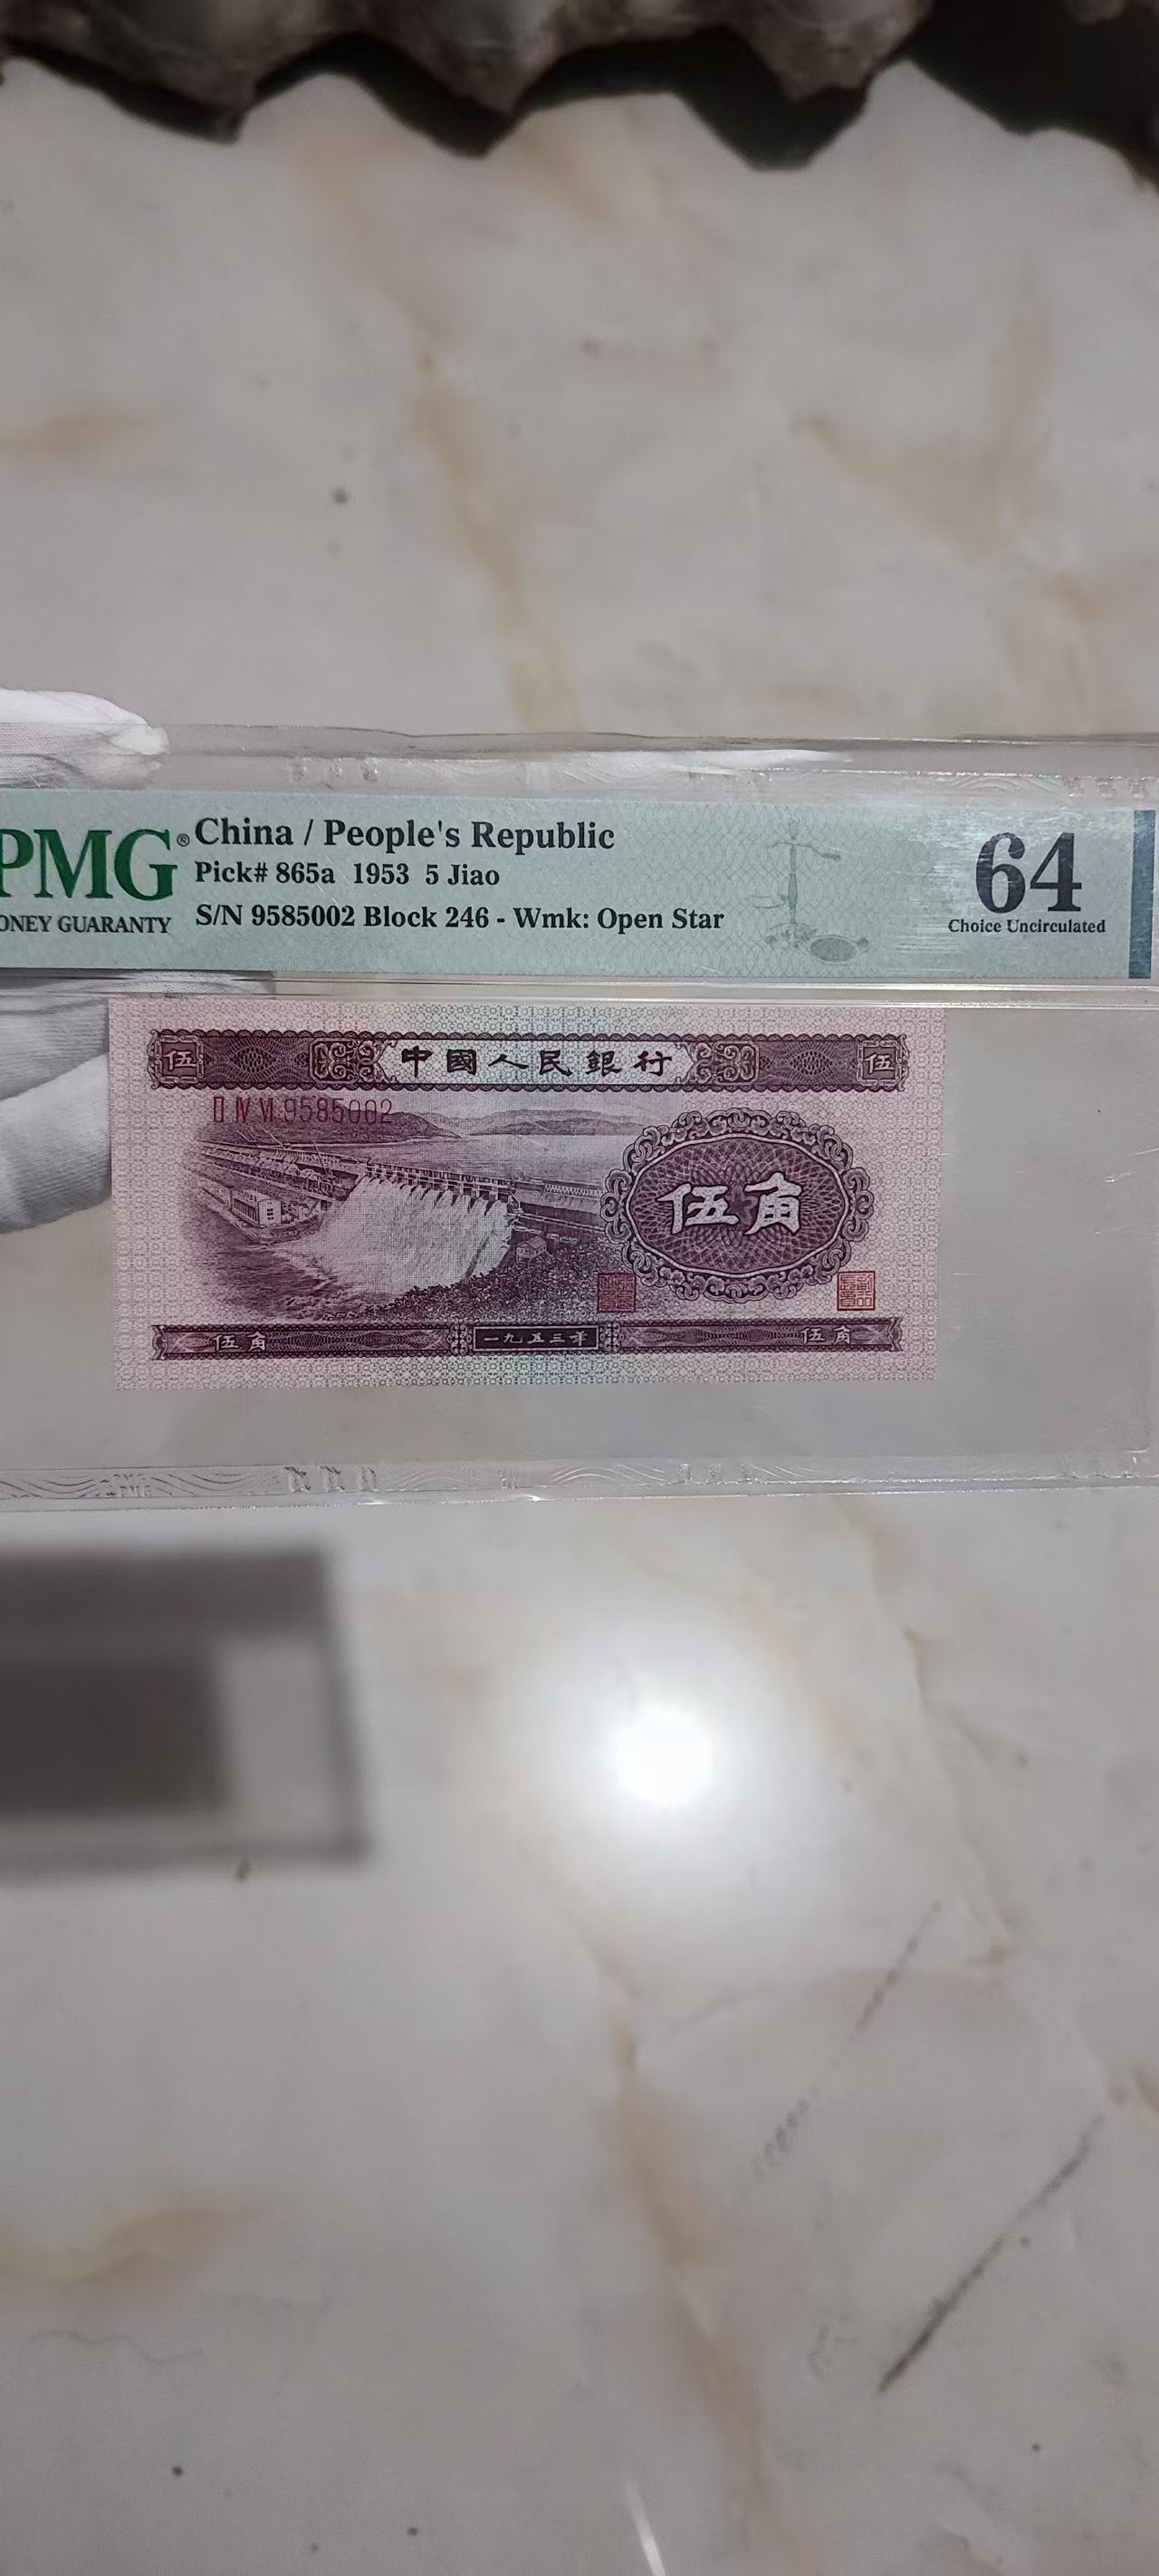 PMG®
China / People's Republic
Pick# 865a 1953 5 Jiao
S/N 9585002 Block 246 - Wmk: Open Star
ONEY GUARANTY
64
Choice Uncirculated
伍 中國人民銀行 伍
II IV VI 9585002
伍角
伍角 一九五三年 伍角